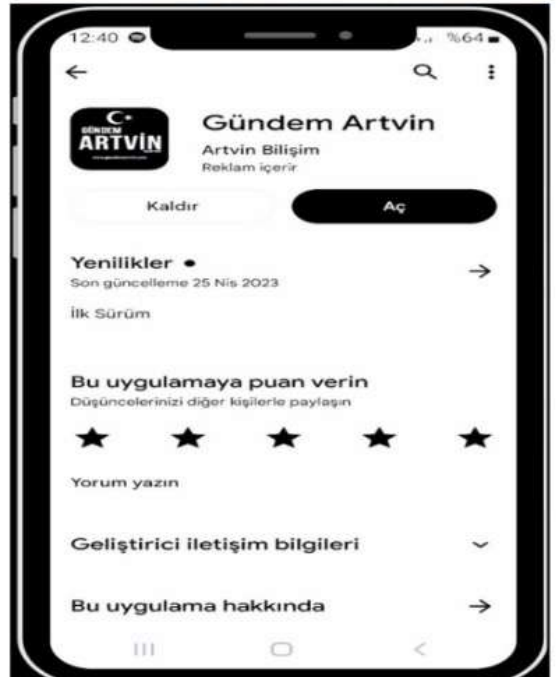 12:40
%64
GÜNDEM
ARTVİN
Gündem Artvin
Artvin Bilişim
Reklam içerir
Kaldır
Aç
Yenilikler
Son güncelleme 25 Nis 2023
İlk Sürüm
Bu uygulamaya puan verin
Düşüncelerinizi diğer kişilerle paylaşın
Yorum yazın
Geliştirici iletişim bilgileri
Bu uygulama hakkında